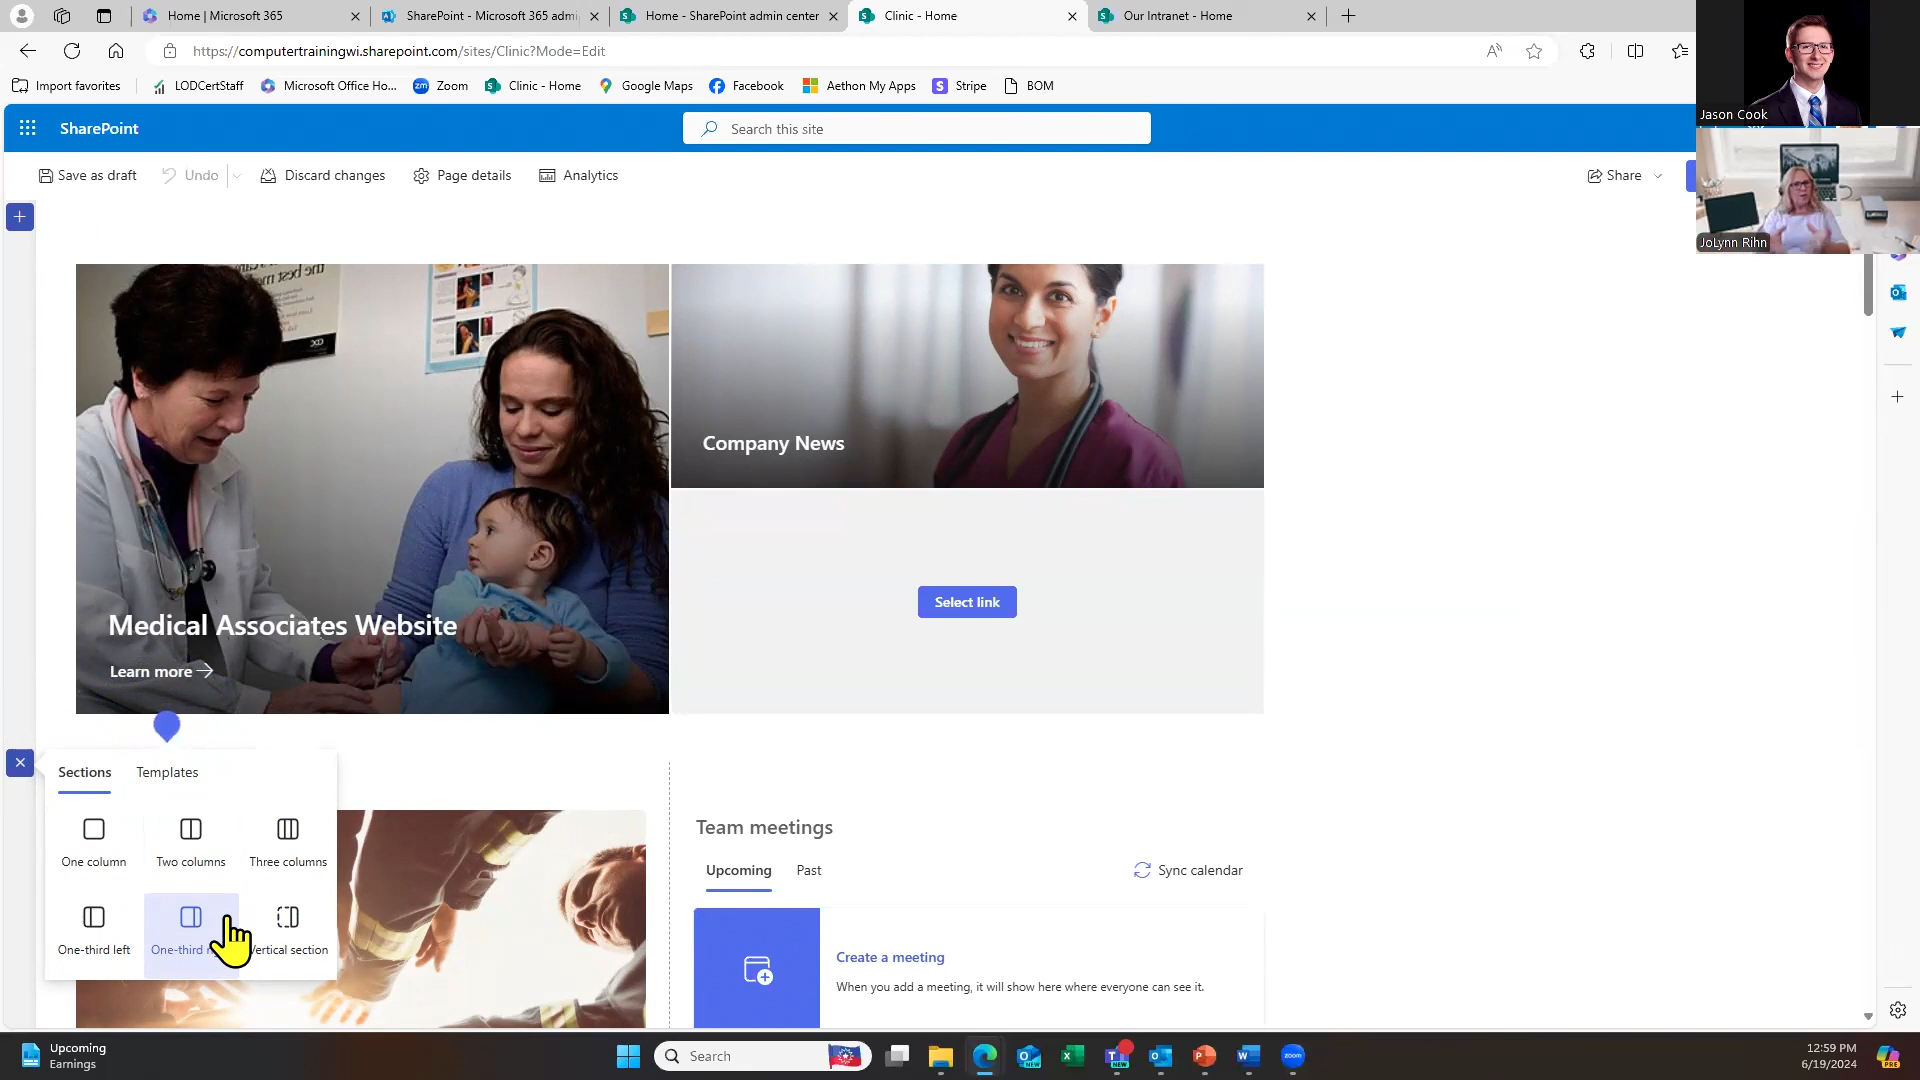 Home | Microsoft 365
SharePoint - Microsoft 365 admi
Home - SharePoint admin center
Clinic - Home
Our Intranet - Home
https://computertrainingwi.sharepoint.com/sites/Clinic?Mode=Edit
Import favorites
LODCertStaff
Microsoft Office Ho...
Zoom
Clinic - Home
Google Maps
Facebook
Aethon My Apps
Stripe
BOM
Jason Cook
SharePoint
Search this site
Save as draft
Undo
Discard changes
Page details
Analytics
Share
JoLynn Rihn
Company News
Select link
Medical Associates Website
Learn more
Sections
Templates
One column
Two columns
Three columns
One-third left
One-third
Vertical section
Team meetings
Upcoming
Past
Sync calendar
Create a meeting
When you add a meeting, it will show here where everyone can see it.
Upcoming
Earnings
Search
12:59 PM
6/19/2024